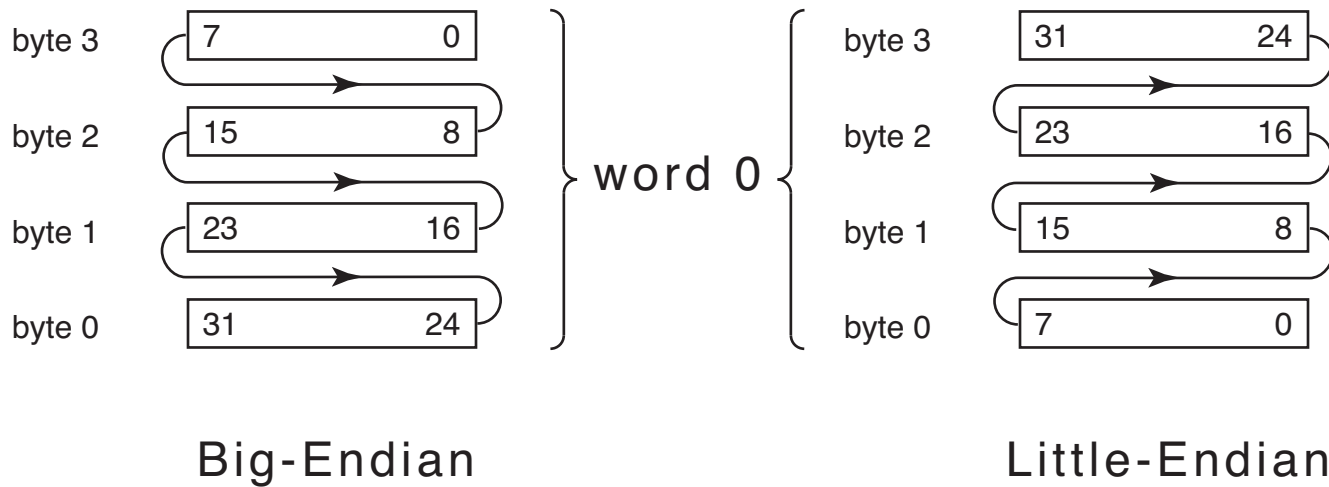 byte 3 7 0 byte 3 31 24
byte 2 15 8 byte 2 23 16
word 0
byte 1 23 16 byte 1 15 8
byte 0 31 24 byte 0 7 0
Big-Endian Little-Endian